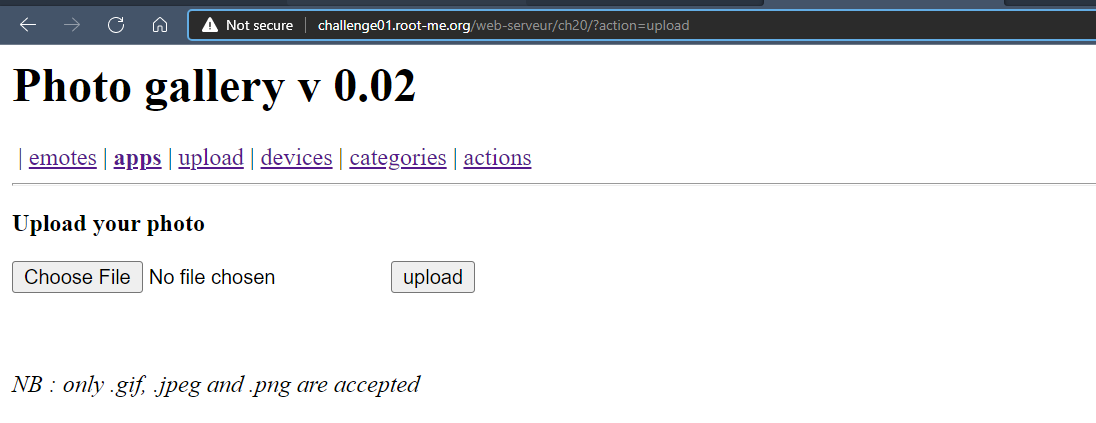 Not secure | challenge01.root-me.org/web-serveur/ch20/?action=upload
Photo gallery v 0.02
| emotes | apps | upload | devices | categories | actions
Upload your photo
Choose File No file chosen upload
NB : only .gif, .jpeg and .png are accepted